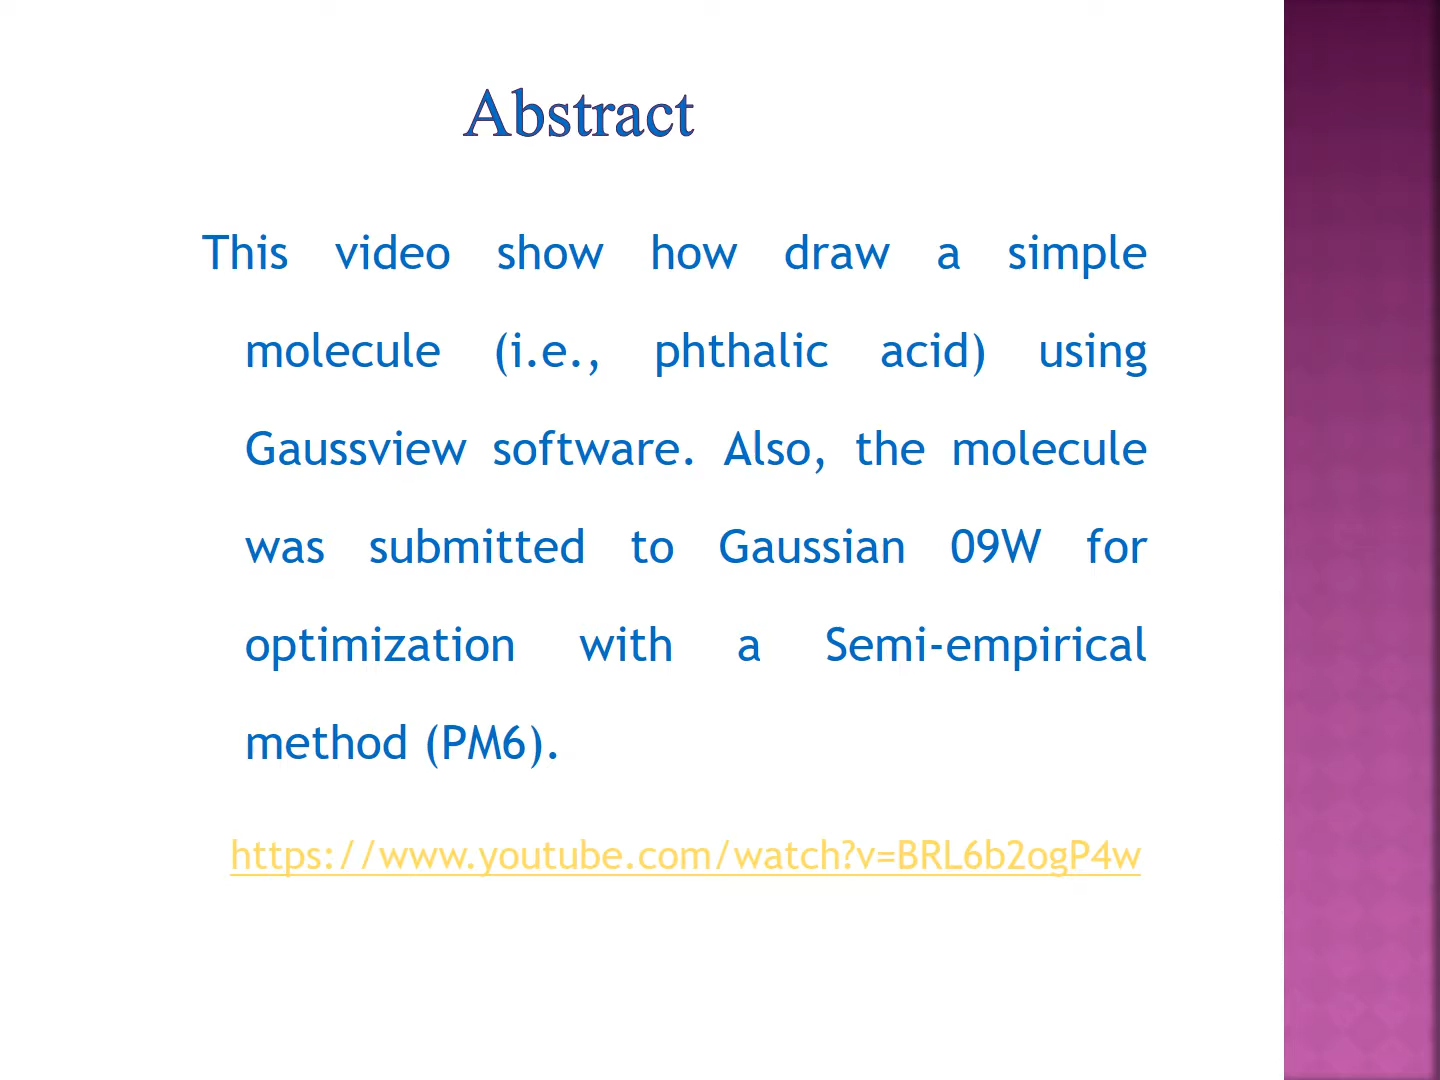 Abstract
This video show how draw a simple
molecule (i.e., phthalic acid) using
Gaussview software. Also, the molecule
was submitted to Gaussian 09W for
optimization with a Semi-empirical
method (PM6).
https://www.youtube.com/watch?v=BRL6b2ogP4w